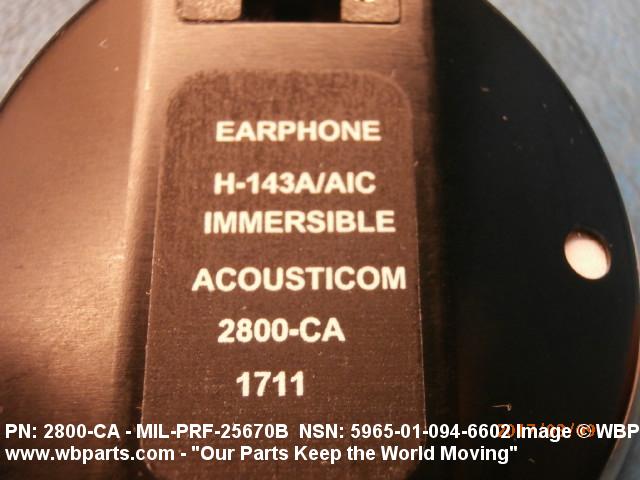 EARPHONE
H-143A/AIC
IMMERSIBLE
ACOUSTICOM
2800-CA
1711
PN: 2800-CA - MIL-PRF-25670B NSN: 5965-01-094-6602 Image © WBP
www.wbparts.com - "Our Parts Keep the World Moving"